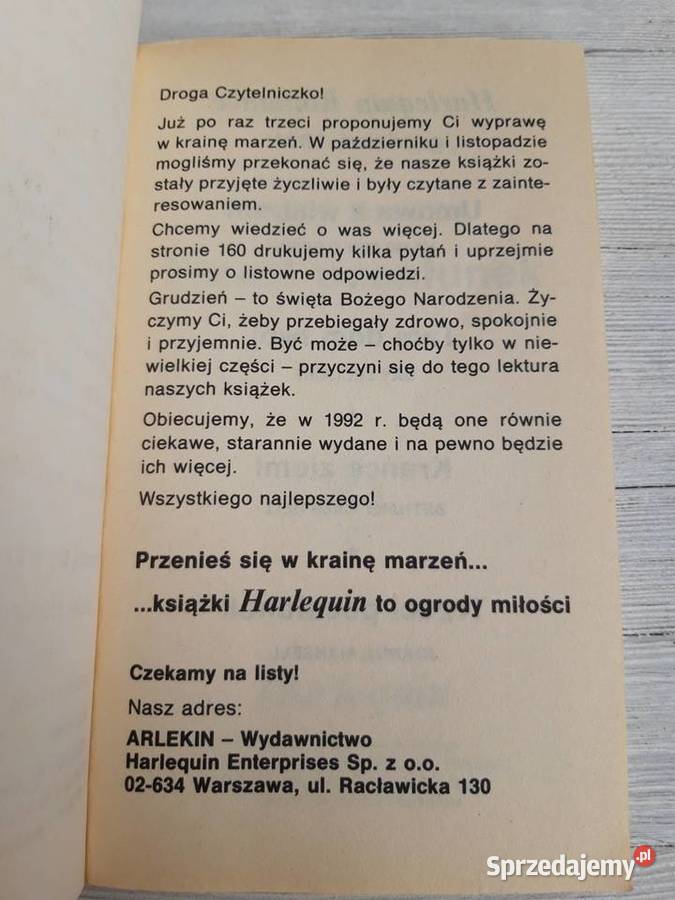 Droga Czytelniczko!
Już po raz trzeci proponujemy Ci wyprawę
w krainę marzeń. W październiku i listopadzie
mogliśmy przekonać się, że nasze książki zo-
stały przyjęte życzliwie i były czytane z zainte-
resowaniem.
Chcemy wiedzieć o was więcej. Dlatego na
stronie 160 drukujemy kilka pytań i uprzejmie
prosimy o listowne odpowiedzi.
Grudzień – to święta Bożego Narodzenia. Ży-
czymy Ci, żeby przebiegały zdrowo, spokojnie
i przyjemnie. Być może – choćby tylko w nie-
wielkiej części – przyczyni się do tego lektura
naszych książek.
Obiecujemy, że w 1992 r. będą one równie
ciekawe, starannie wydane i na pewno będzie
ich więcej.
Wszystkiego najlepszego!
Przenieś się w krainę marzeń...
...książki Harlequin to ogrody miłości
Czekamy na listy!
Nasz adres:
ARLEKIN – Wydawnictwo
Harlequin Enterprises Sp. z o.o.
02-634 Warszawa, ul. Racławicka 130
Sprzedajemy.pl